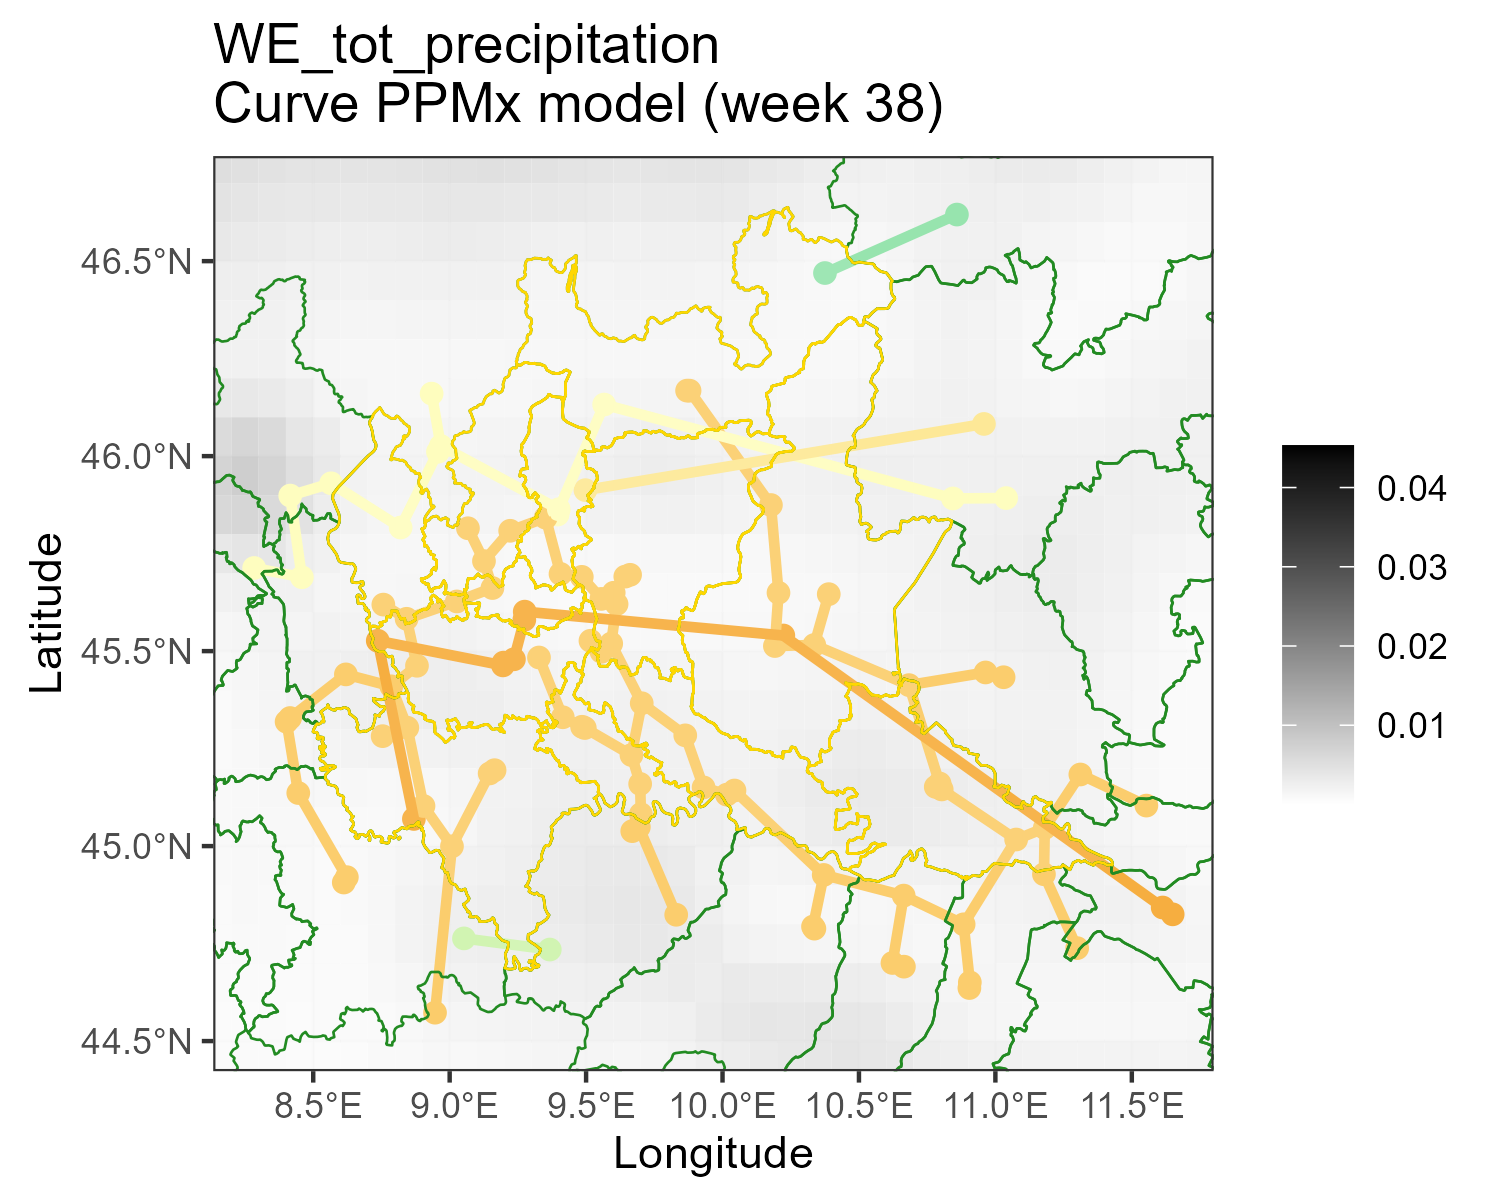 WE_tot_precipitation
Curve PPMx model (week 38)
46.5°N
46.0°N
45.5°N
45.0°N
44.5°N
Latitude
8.5°E 9.0°E 9.5°E 10.0°E 10.5°E 11.0°E 11.5°E
Longitude
0.04
0.03
0.02
0.01